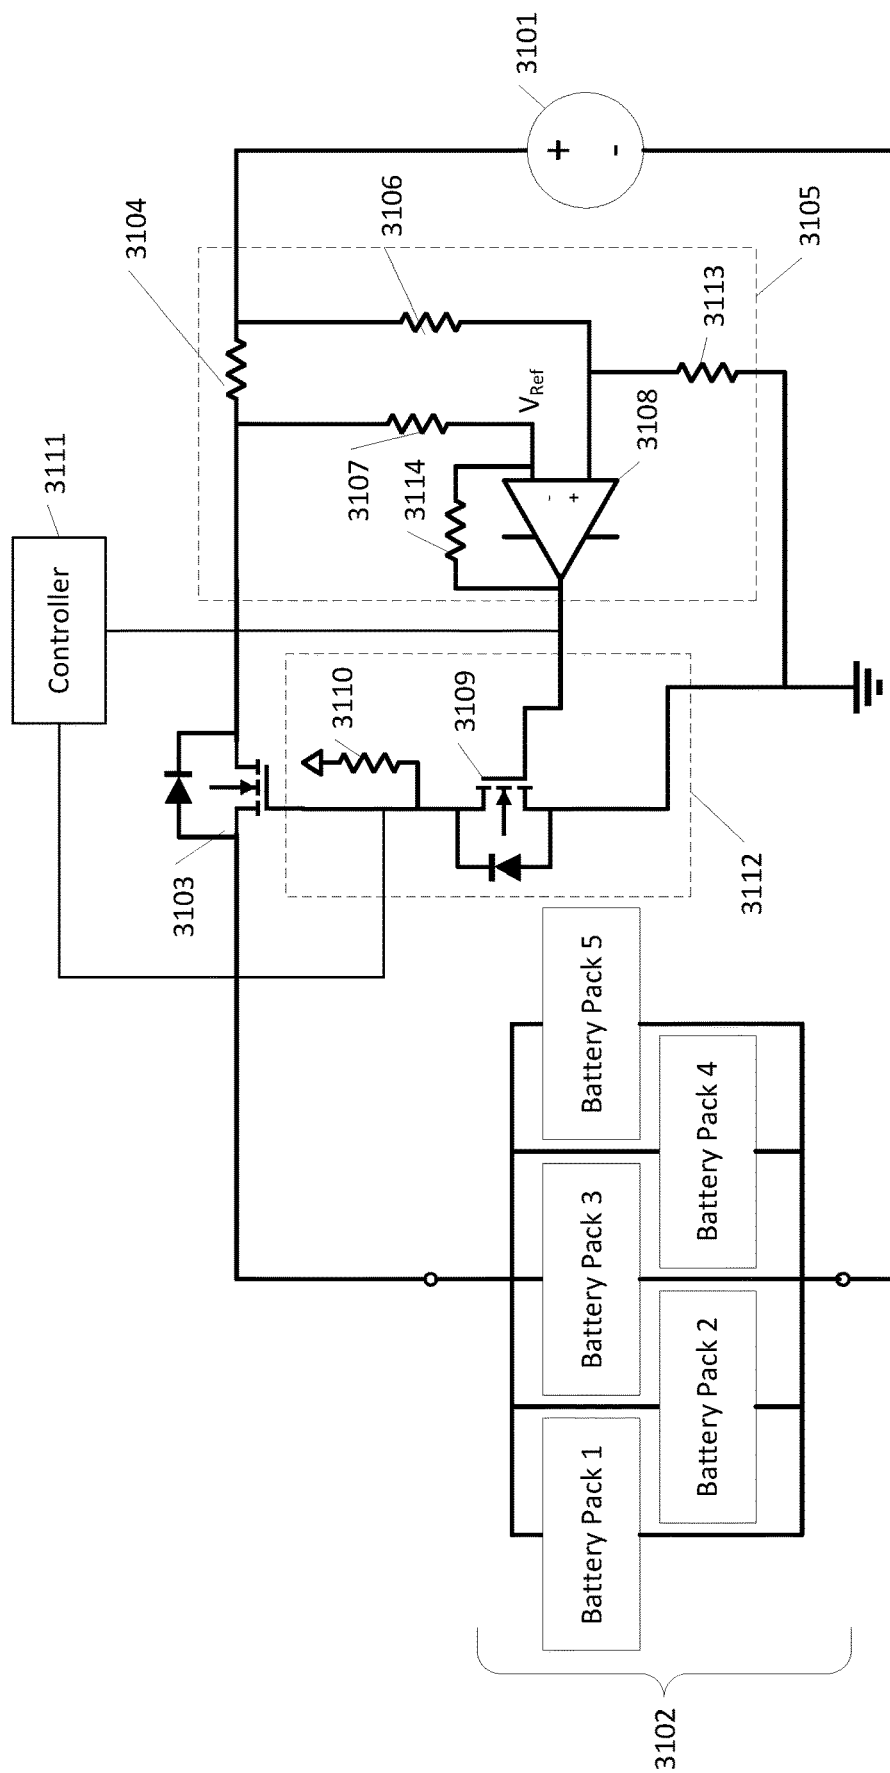 3101
3104
3106
3105
3113
V_Ref
3107
3114
3108
3111
Controller
3110
3109
3103
3112
Battery Pack 5
Battery Pack 4
Battery Pack 3
Battery Pack 2
Battery Pack 1
3102
+
-
-
+